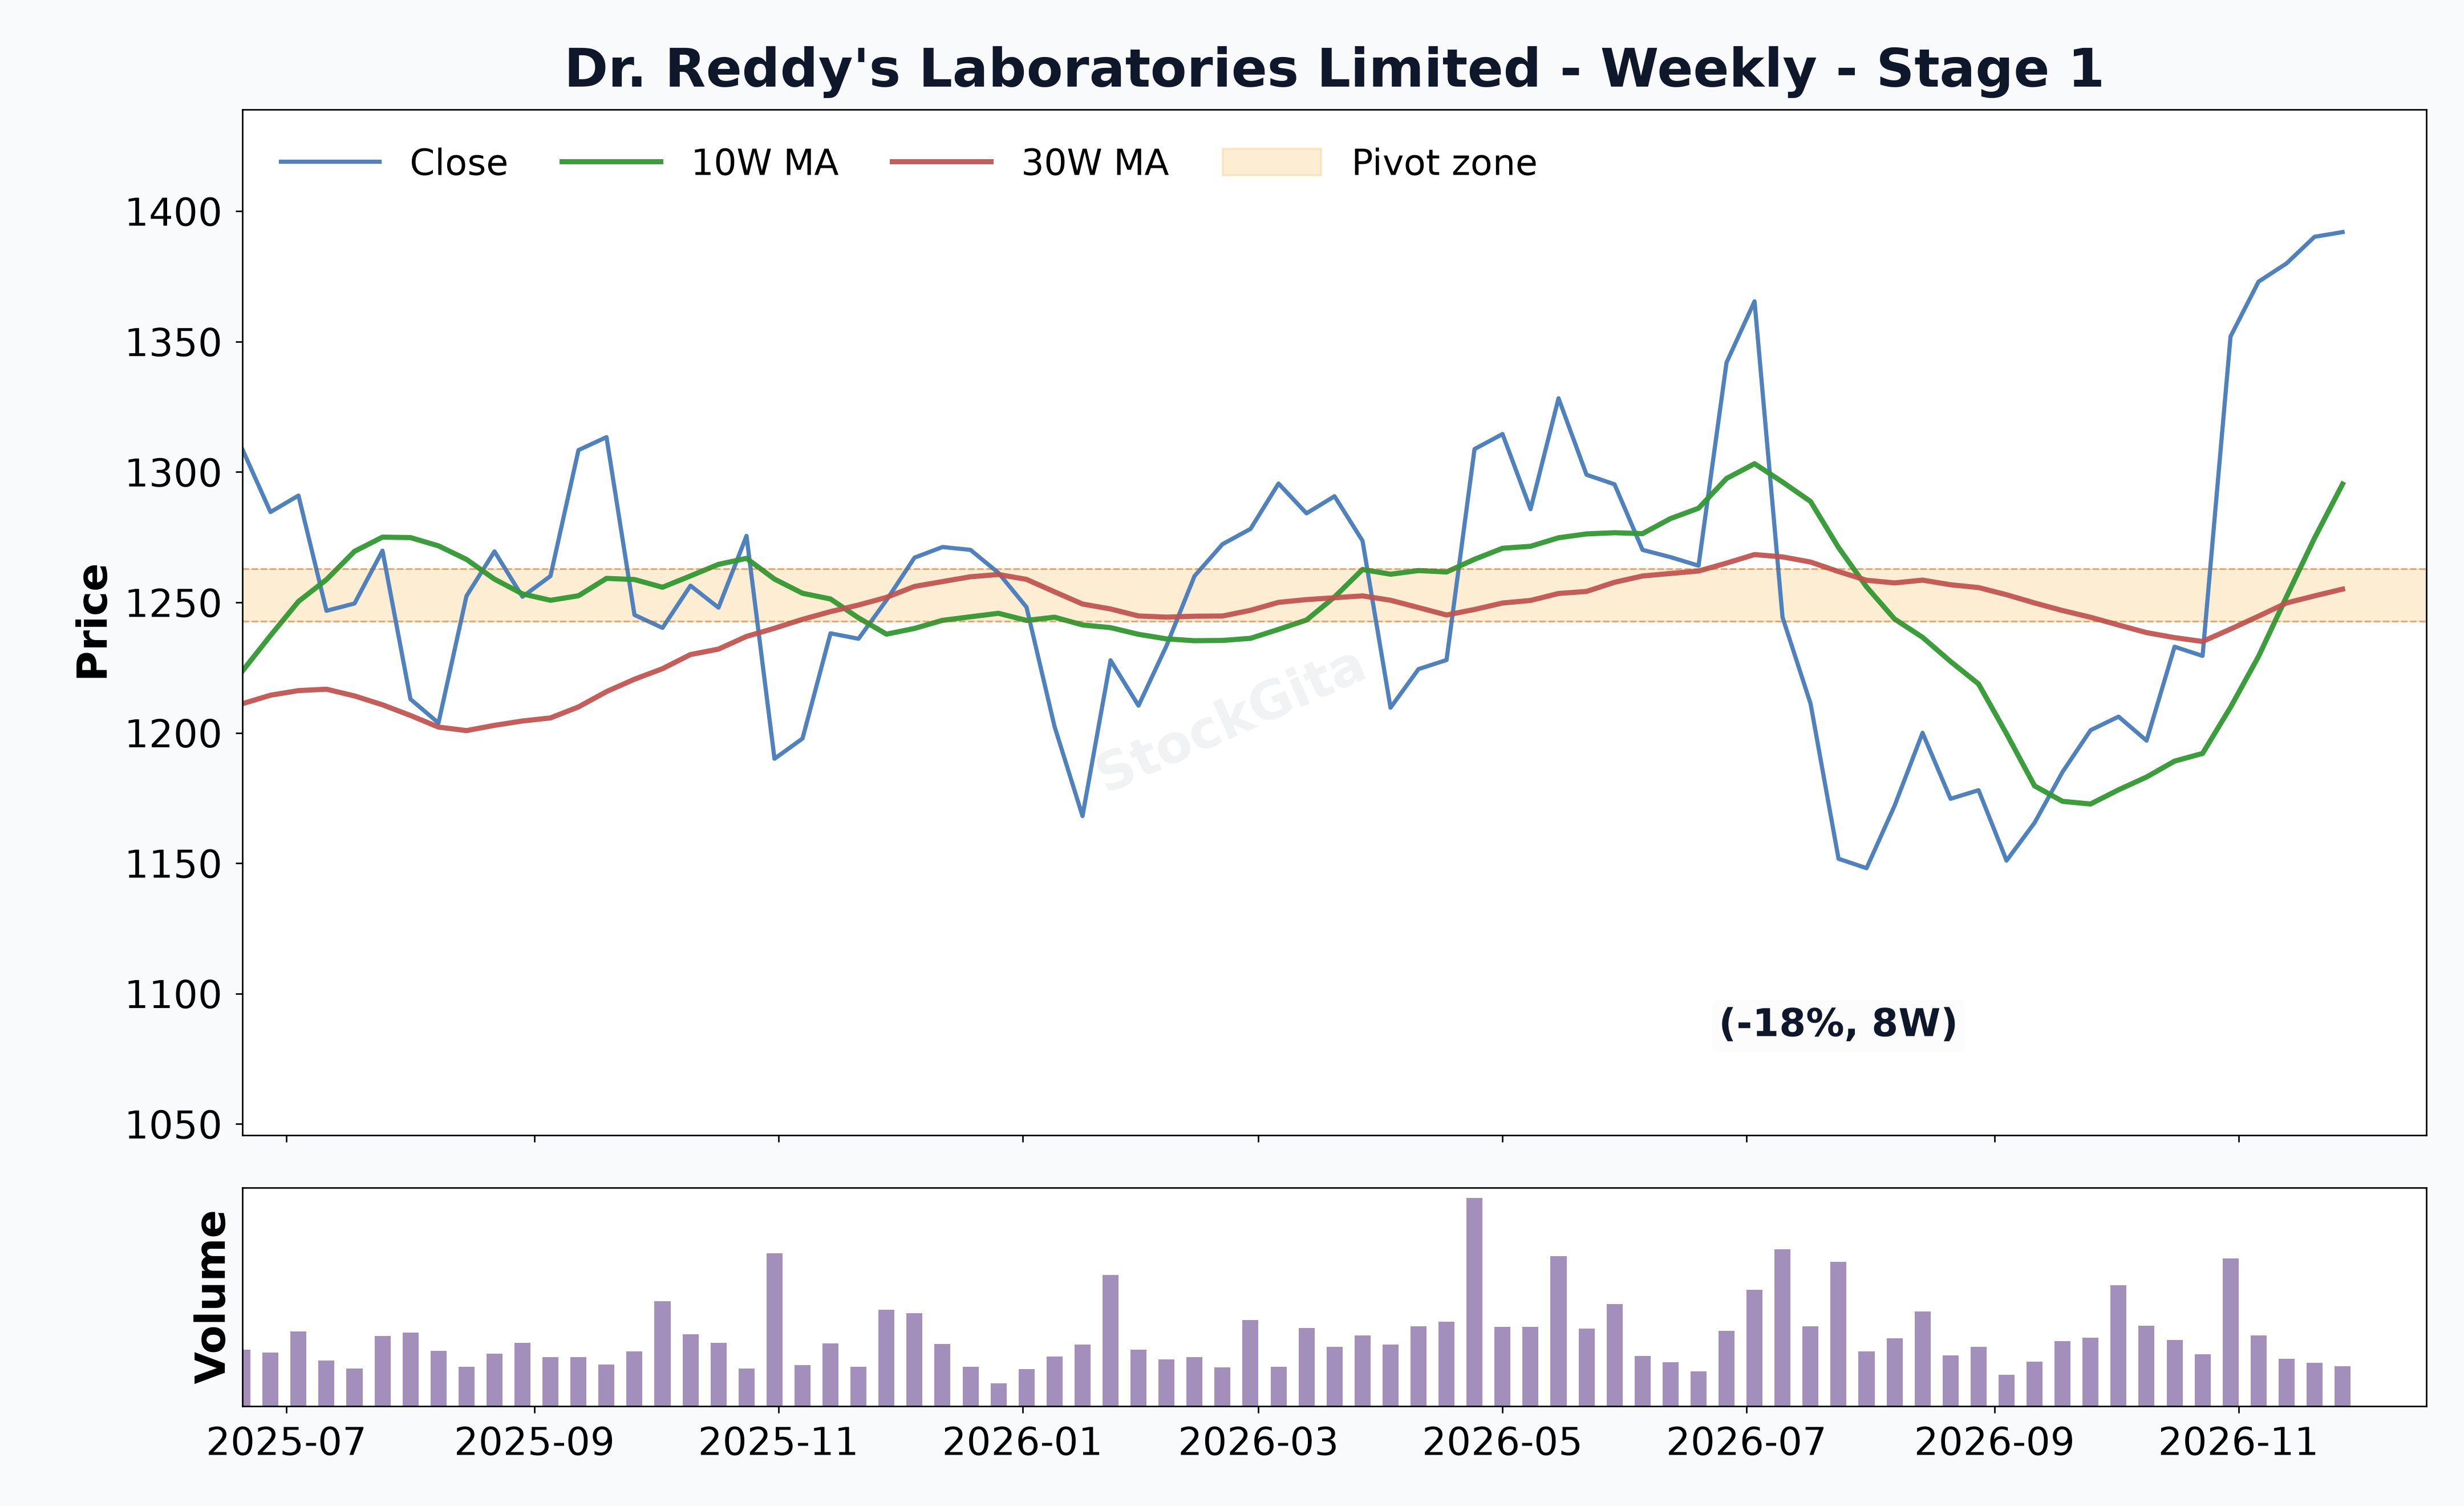 Dr. Reddy's Laboratories Limited - Weekly - Stage 1
Close 10W MA 30W MA Pivot zone
1400
1350
1300
1250
1200
1150
1100
1050
Price
StockGita
(-18%, 8W)
Volume
2025-07 2025-09 2025-11 2026-01 2026-03 2026-05 2026-07 2026-09 2026-11